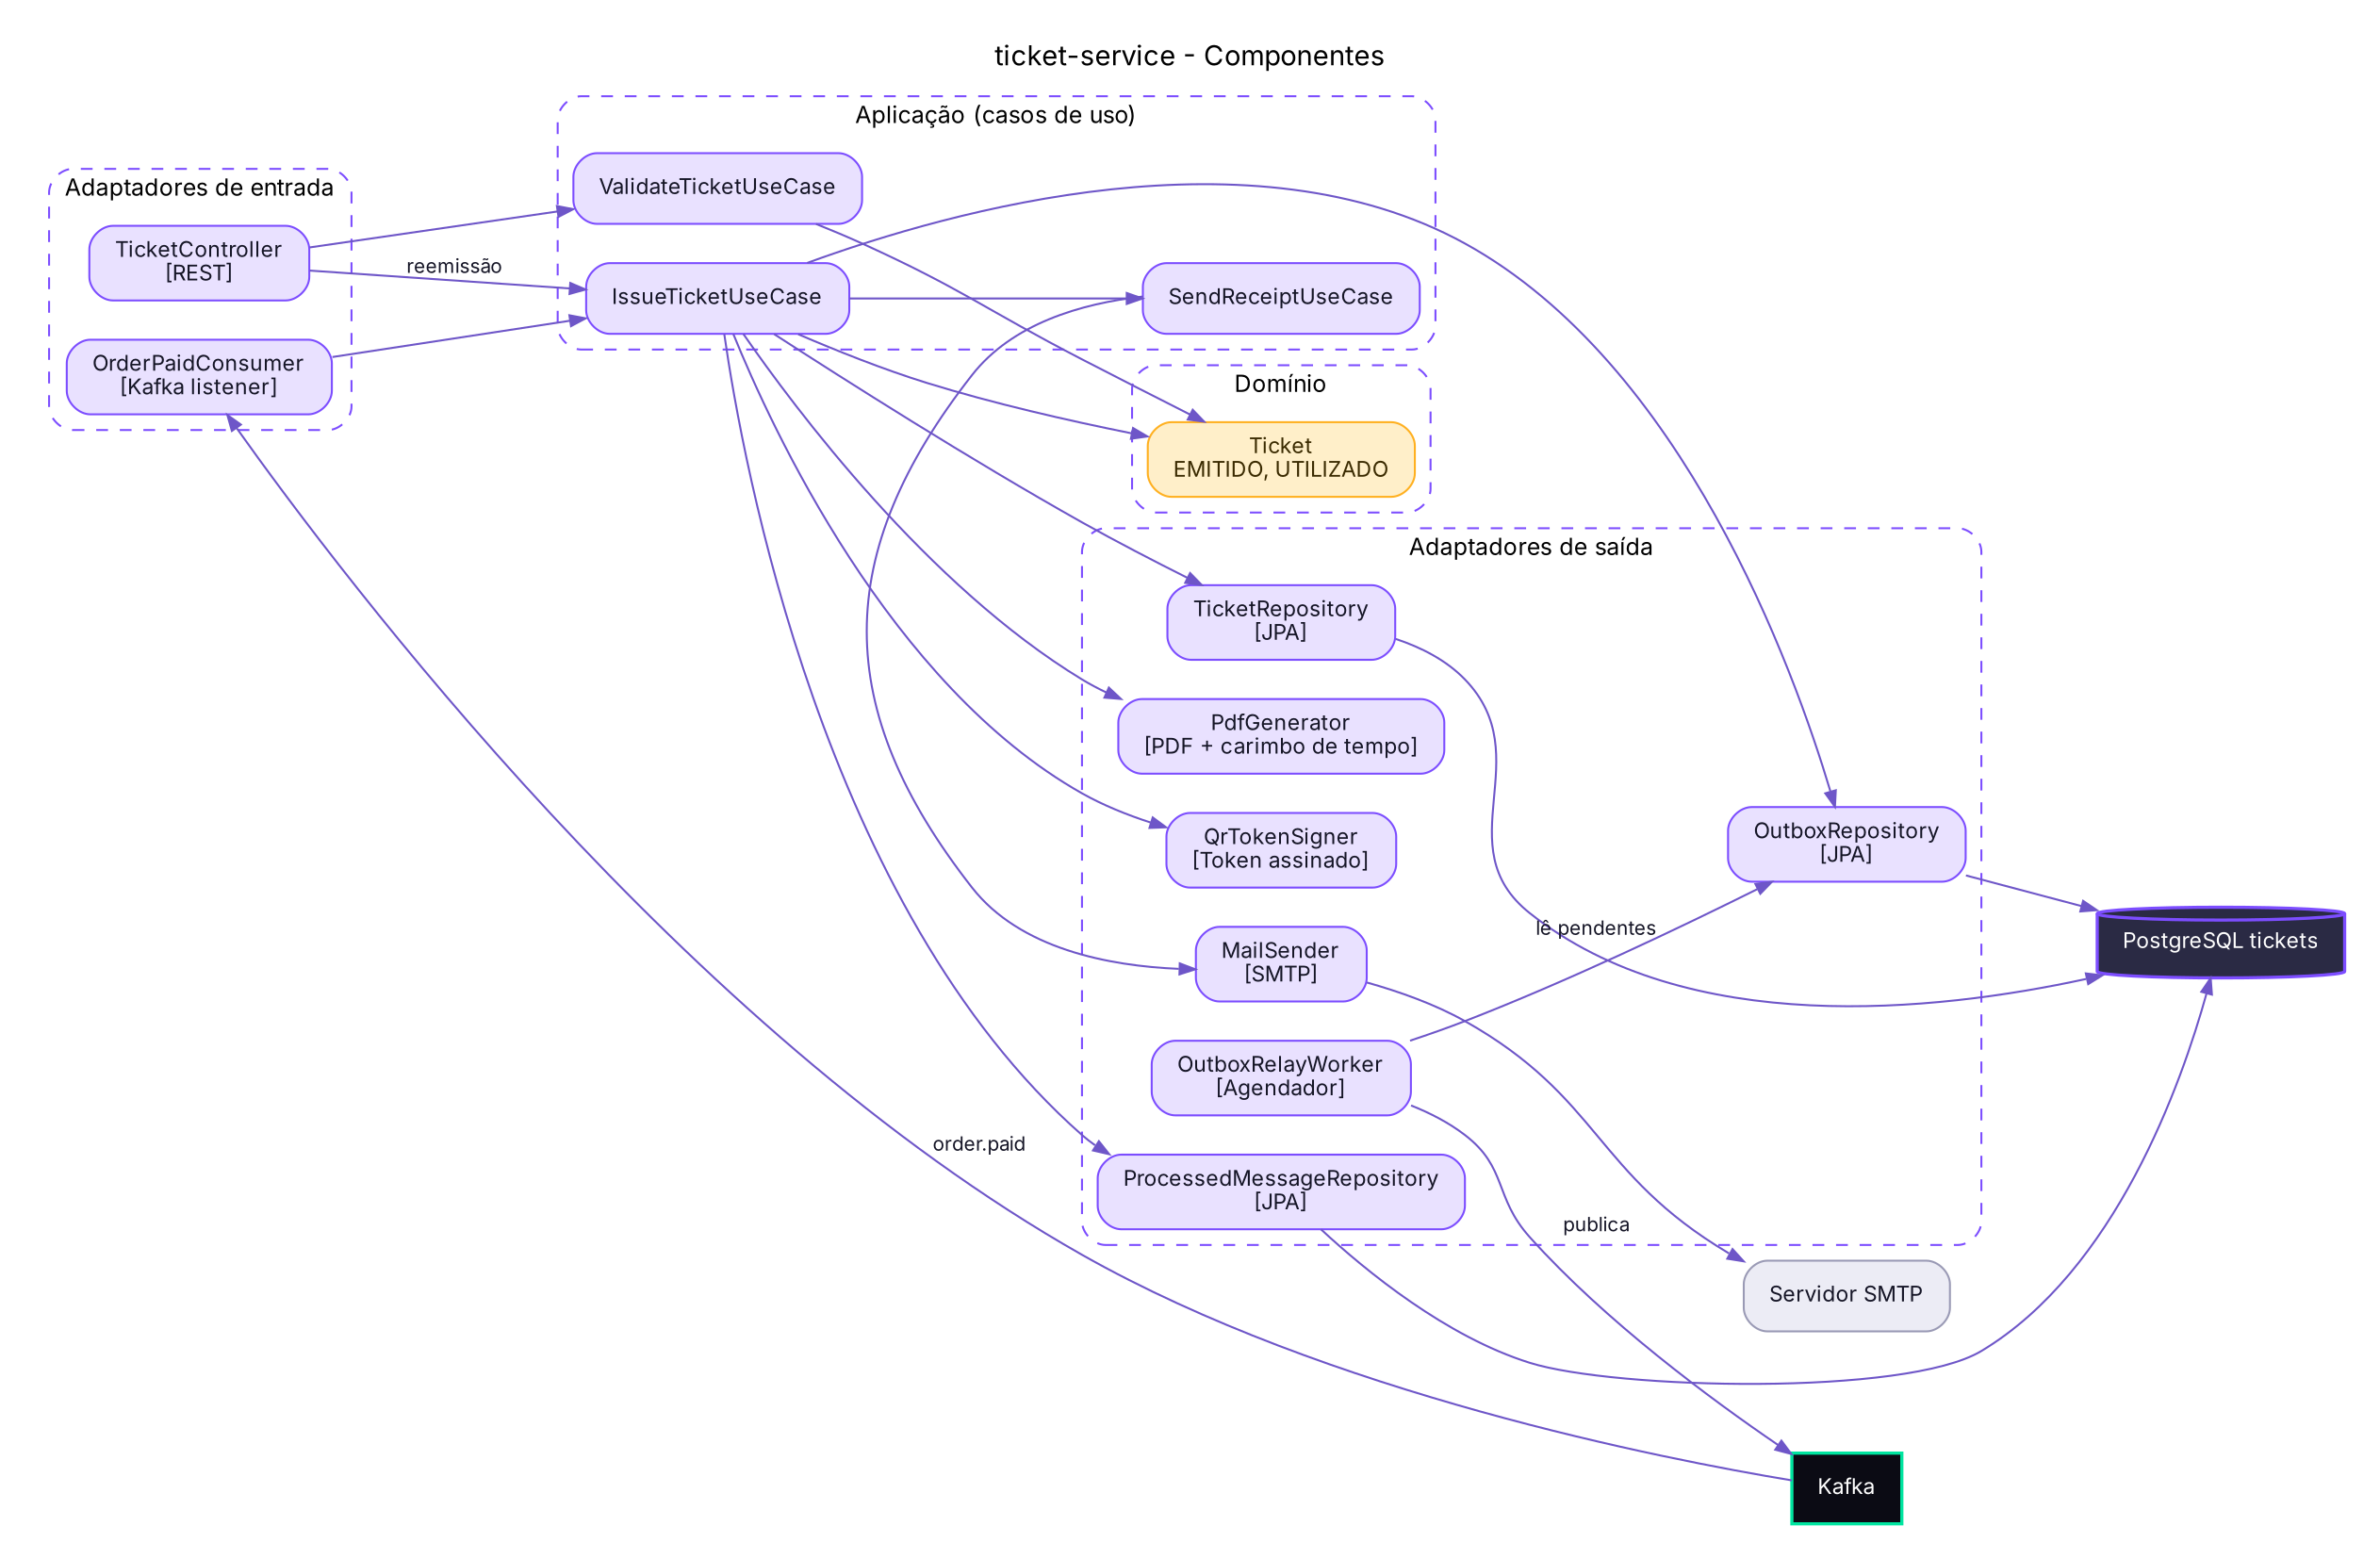 ticket-service - Componentes
Adaptadores de entrada
TicketController
[REST]
OrderPaidConsumer
[Kafka listener]
reemissão
Aplicação (casos de uso)
ValidateTicketUseCase
IssueTicketUseCase
SendReceiptUseCase
Domínio
Ticket
EMITIDO, UTILIZADO
Adaptadores de saída
TicketRepository
[JPA]
PdfGenerator
[PDF + carimbo de tempo]
QrTokenSigner
[Token assinado]
MailSender
[SMTP]
OutboxRelayWorker
[Agendador]
ProcessedMessageRepository
[JPA]
OutboxRepository
[JPA]
lê pendentes
publica
order.paid
PostgreSQL tickets
Servidor SMTP
Kafka